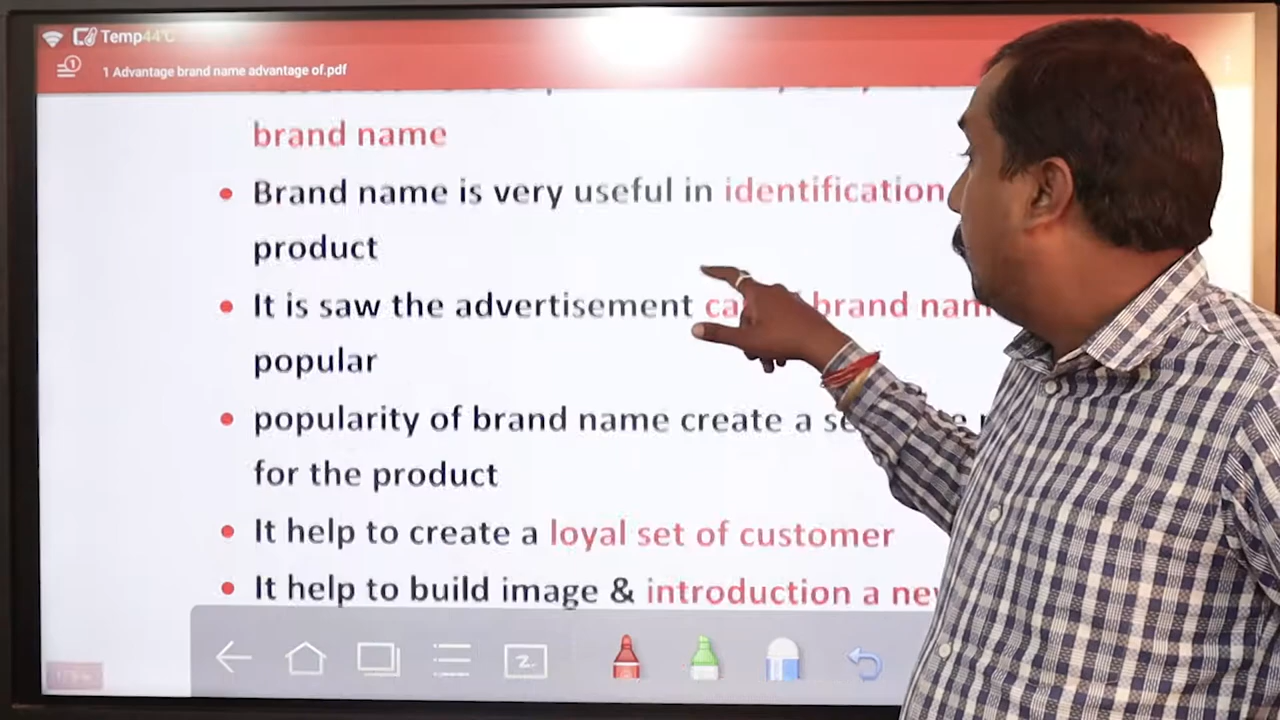 Temp44°C
1 Advantage brand name advantage of.pdf
brand name
• Brand name is very useful in identification
product
• It is saw the advertisement brand nam
popular
• popularity of brand name create a
for the product
• It help to create a loyal set of customer
• It help to build image & introduction a